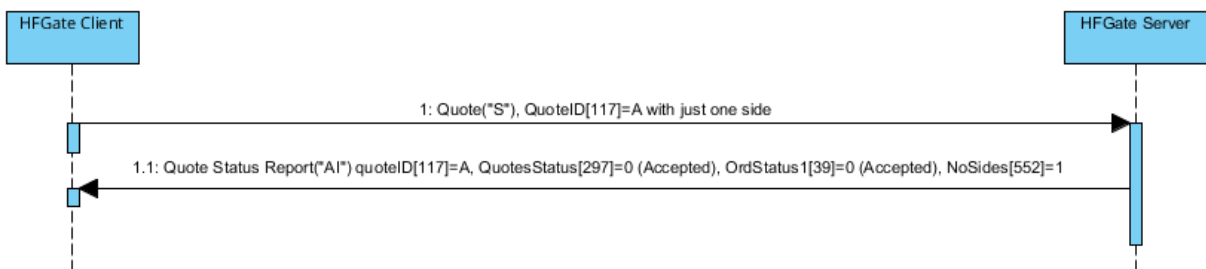 HFGate Client
HFGate Server
1: Quote("S"), QuoteID[117]=A with just one side
1.1: Quote Status Report("AI") quoteID[117]=A, QuotesStatus[297]=0 (Accepted), OrdStatus1[39]=0 (Accepted), NoSides[552]=1